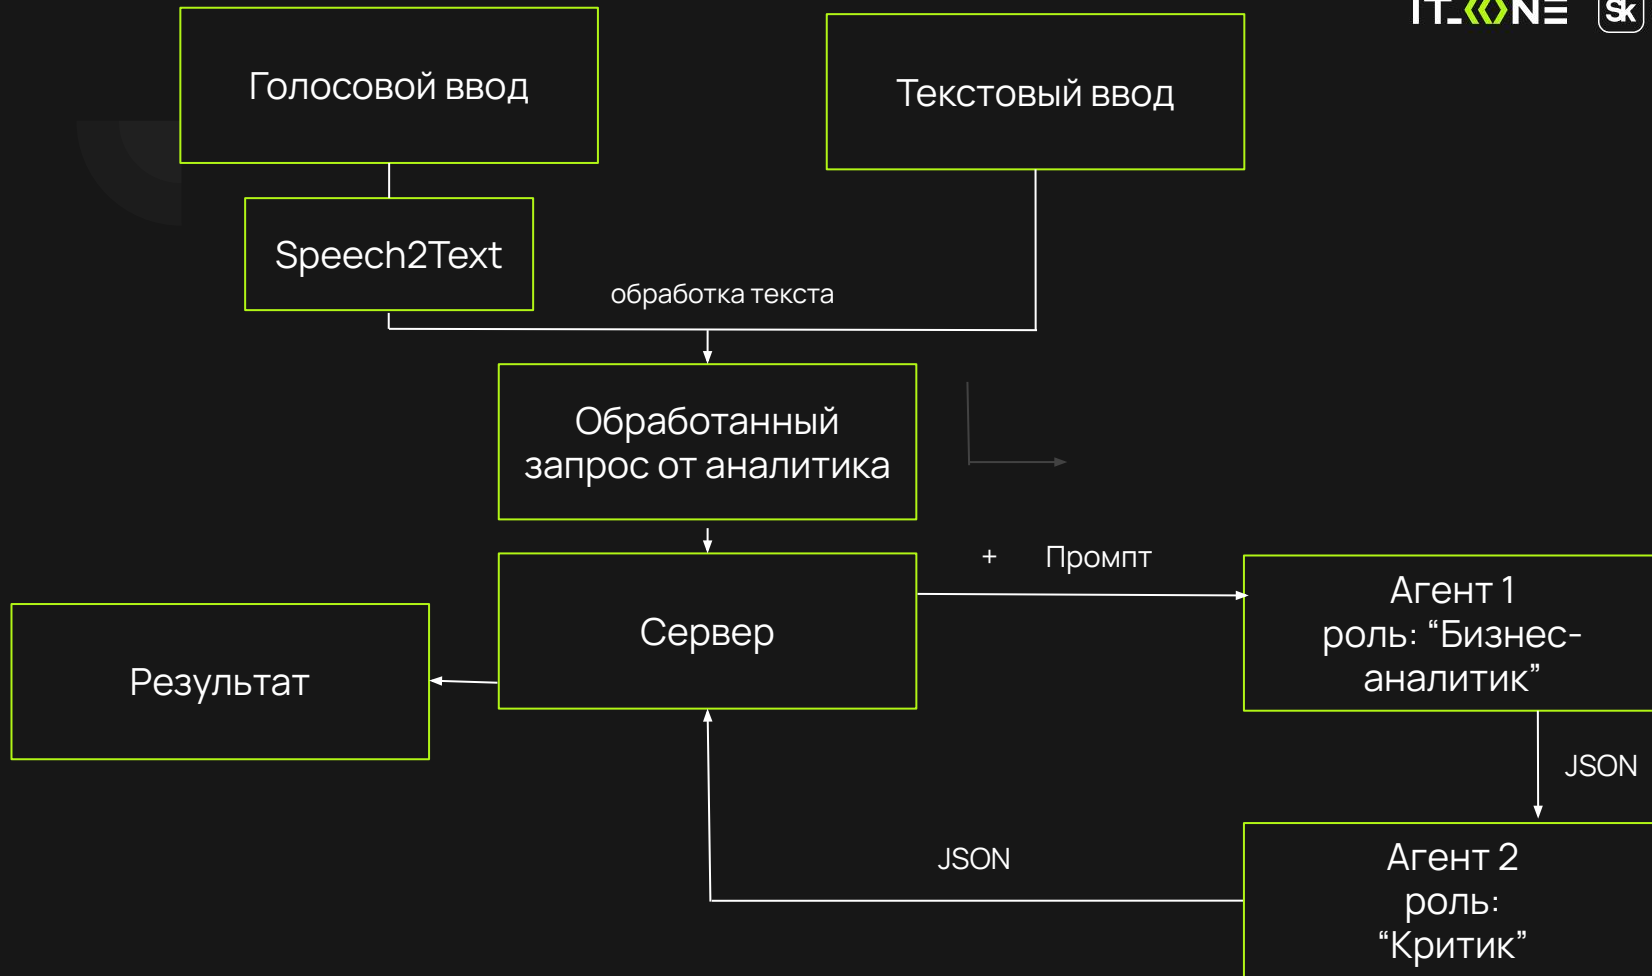 IT_ONE
Sk
Голосовой ввод
Текстовый ввод
Speech2Text
обработка текста
Обработанный
запрос от аналитика
+ Промпт
Сервер
Агент 1
роль: “Бизнес-
аналитик”
Результат
JSON
JSON
Агент 2
роль:
“Критик”